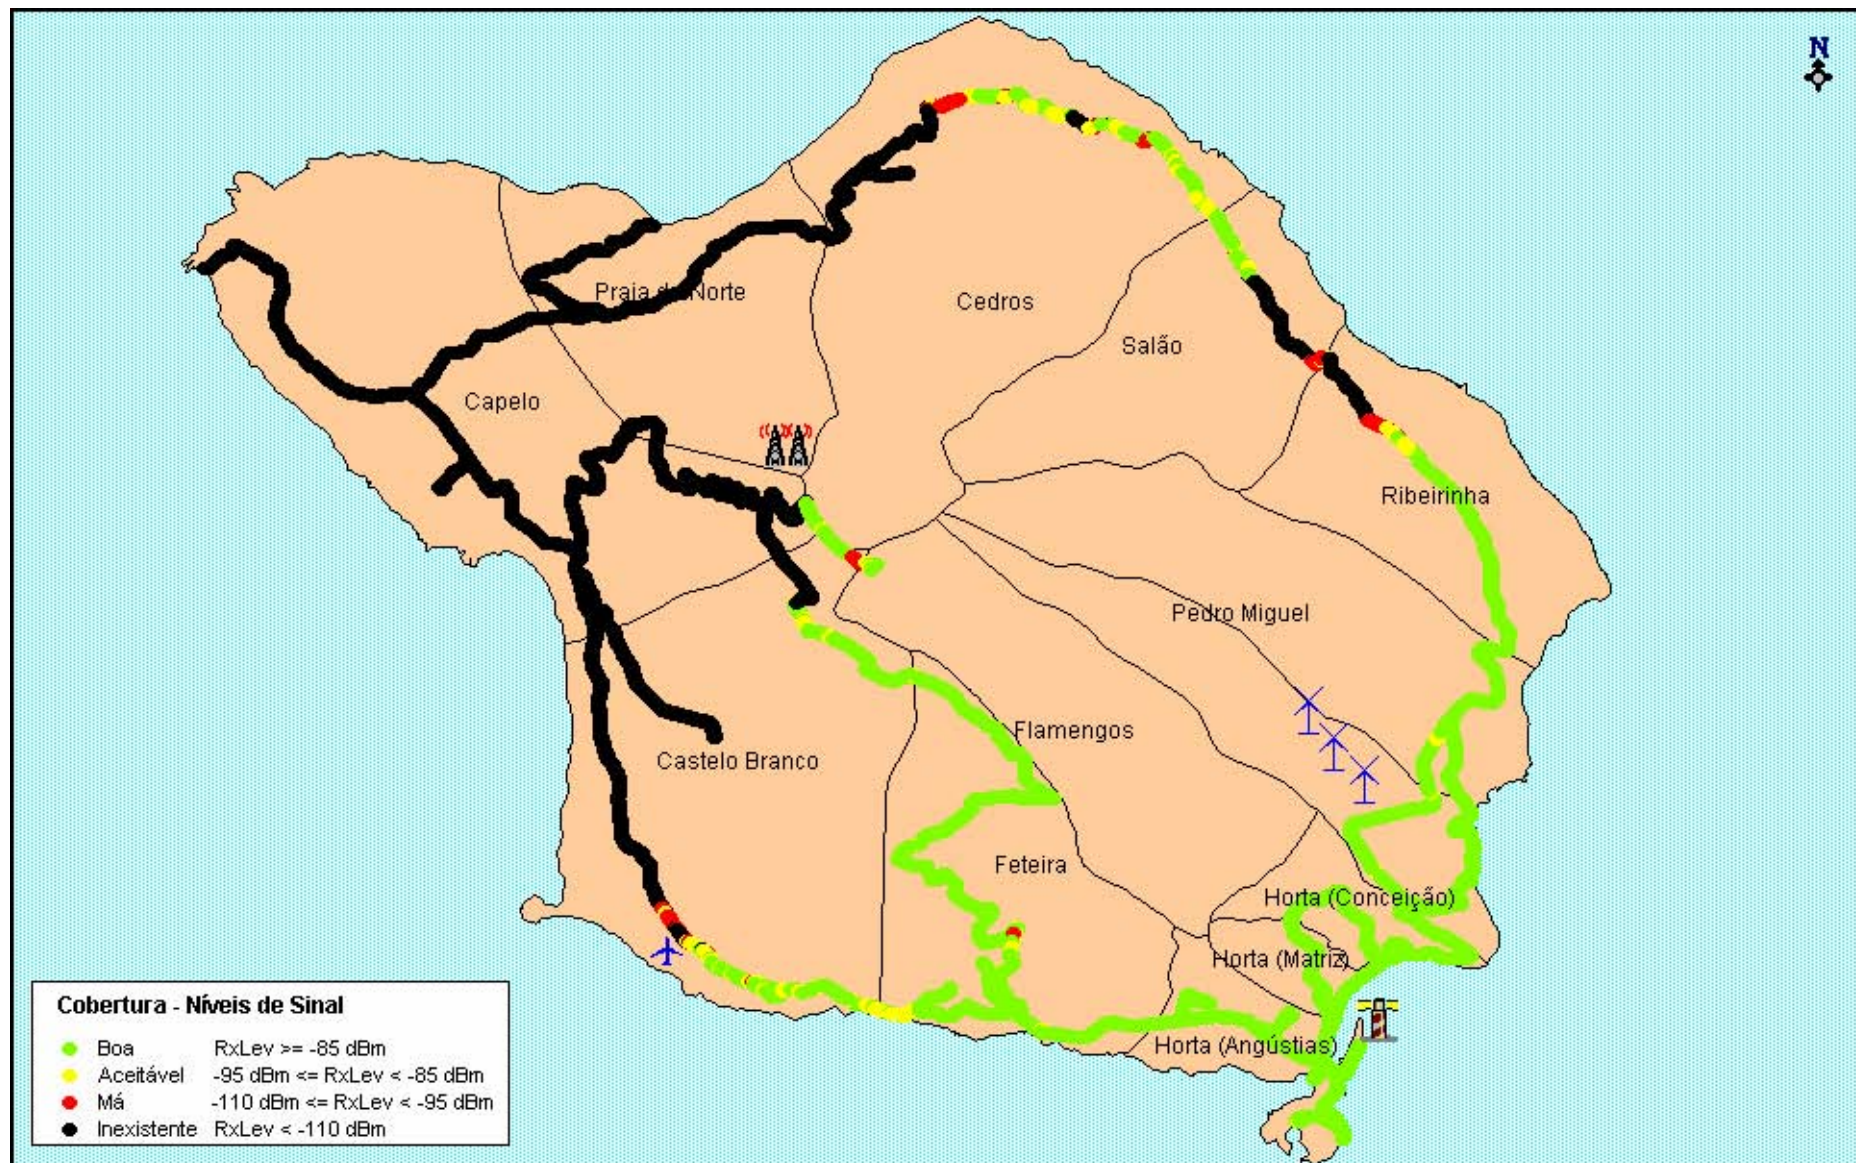 N
Praia do Norte
Cedros
Salão
Capelo
Ribeirinha
Pedro Miguel
Flamengos
Castelo Branco
Feteira
Horta (Conceição)
Horta (Matriz)
Horta (Angústias)
Cobertura - Níveis de Sinal
Boa RxLev >= -85 dBm
Aceitável -95 dBm <= RxLev < -85 dBm
Má -110 dBm <= RxLev < -95 dBm
Inexistente RxLev < -110 dBm